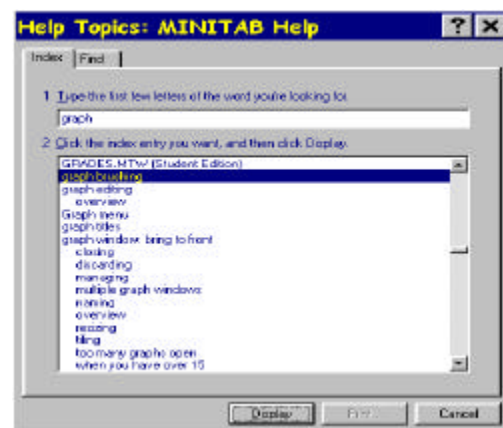 Help Topics: MINITAB Help
Index Find
1 Type the first few letters of the word you're looking for.
graph
2 Click the index entry you want, and then click Display.
GRADES.MTW (Student Edition)
graph brushing
graph editing
overview
Graph menu
graph titles
graph window: bring to front
closing
discarding
managing
multiple graph windows
naming
overview
resizing
tiling
too many graphs open
when you have over 15
Display Print... Cancel